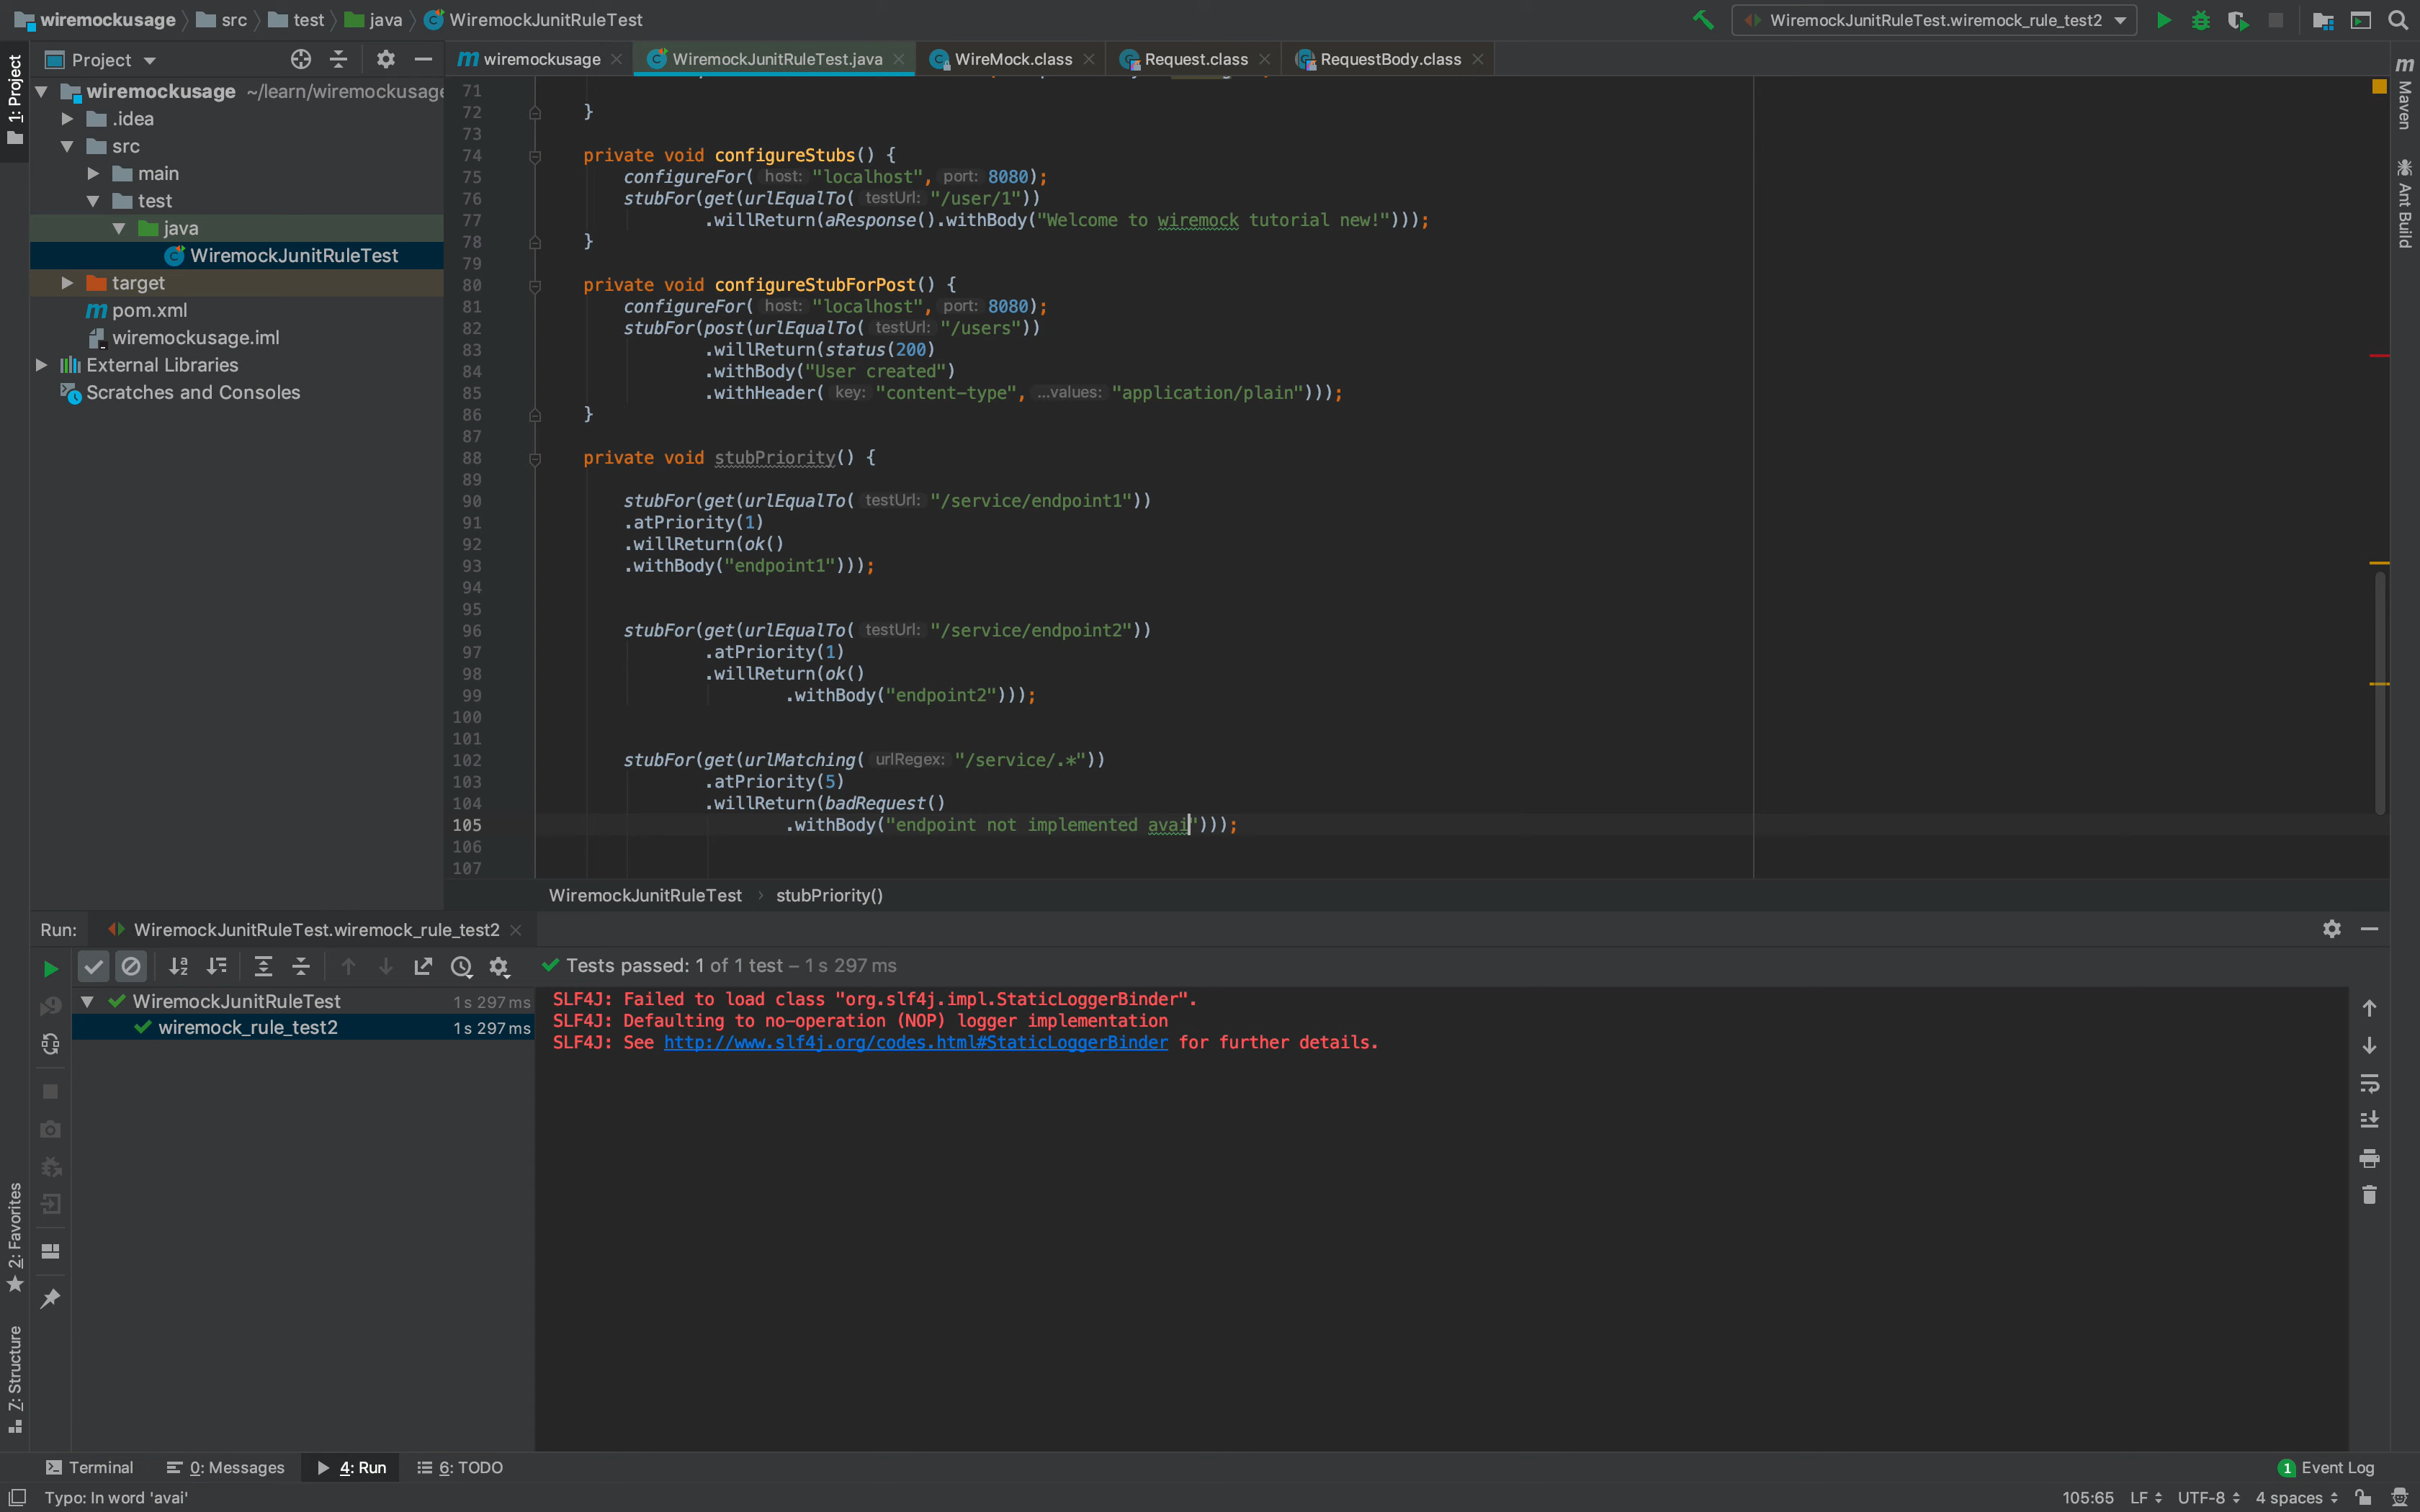 wiremockusage src test java WiremockJunitRuleTest
WiremockJunitRuleTest.wiremock_rule_test2
1: Project
Project
wiremockusage ~/learn/wiremockusage
.idea
src
main
test
java
WiremockJunitRuleTest
target
pom.xml
wiremockusage.iml
External Libraries
Scratches and Consoles
wiremockusage WiremockJunitRuleTest.java WireMock.class Request.class RequestBody.class
71
72 }
73
74 private void configureStubs() {
75 configureFor( host: "localhost", port: 8080);
76 stubFor(get(urlEqualTo( testUrl: "/user/1"))
77 .willReturn(aResponse().withBody("Welcome to wiremock tutorial new!")));
78 }
79
80 private void configureStubForPost() {
81 configureFor( host: "localhost", port: 8080);
82 stubFor(post(urlEqualTo( testUrl: "/users"))
83 .willReturn(status(200)
84 .withBody("User created")
85 .withHeader( key: "content-type", ...values: "application/plain")));
86 }
87
88 private void stubPriority() {
89
90 stubFor(get(urlEqualTo( testUrl: "/service/endpoint1"))
91 .atPriority(1)
92 .willReturn(ok()
93 .withBody("endpoint1")));
94
95
96 stubFor(get(urlEqualTo( testUrl: "/service/endpoint2"))
97 .atPriority(1)
98 .willReturn(ok()
99 .withBody("endpoint2")));
100
101
102 stubFor(get(urlMatching( urlRegex: "/service/.*"))
103 .atPriority(5)
104 .willReturn(badRequest()
105 .withBody("endpoint not implemented avai")));
106
107
WiremockJunitRuleTest stubPriority()
Maven
Ant Build
Run: WiremockJunitRuleTest.wiremock_rule_test2
Tests passed: 1 of 1 test – 1 s 297 ms
WiremockJunitRuleTest 1 s 297 ms
wiremock_rule_test2 1 s 297 ms
SLF4J: Failed to load class "org.slf4j.impl.StaticLoggerBinder".
SLF4J: Defaulting to no-operation (NOP) logger implementation
SLF4J: See http://www.slf4j.org/codes.html#StaticLoggerBinder for further details.
2: Favorites
7: Structure
Terminal 0: Messages 4: Run 6: TODO
1 Event Log
Typo: In word 'avai'
105:65 LF UTF-8 4 spaces